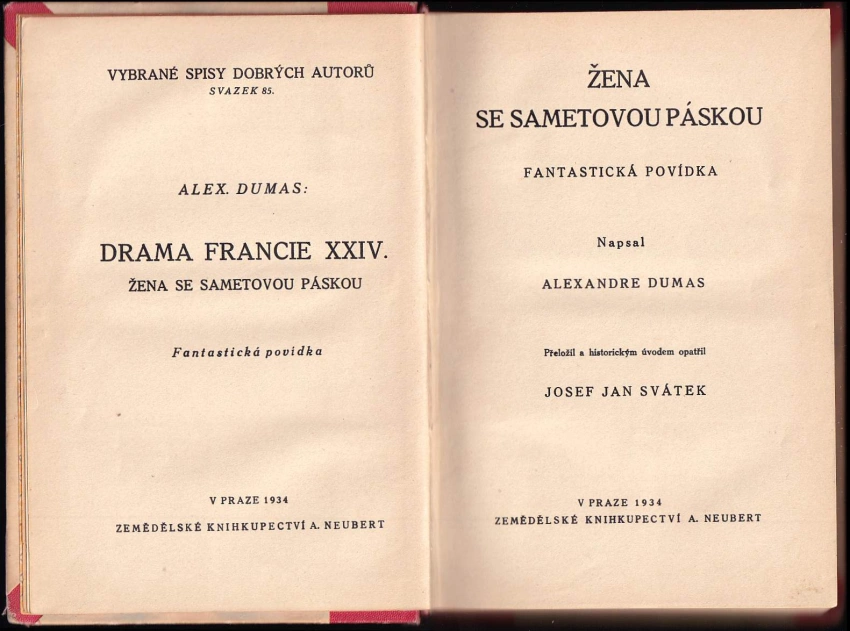 VYBRANÉ SPISY DOBRÝCH AUTORŮ
SVAZEK 85.
ALEX. DUMAS:
DRAMA FRANCIE XXIV.
ŽENA SE SAMETOVOU PÁSKOU
Fantastická povídka
V PRAZE 1934
ZEMĚDĚLSKÉ KNIHKUPECTVÍ A. NEUBERT
ŽENA
SE SAMETOVOU PÁSKOU
FANTASTICKÁ POVÍDKA
Napsal
ALEXANDRE DUMAS
Přeložil a historickým úvodem opatřil
JOSEF JAN SVÁTEK
V PRAZE 1934
ZEMĚDĚLSKÉ KNIHKUPECTVÍ A. NEUBERT